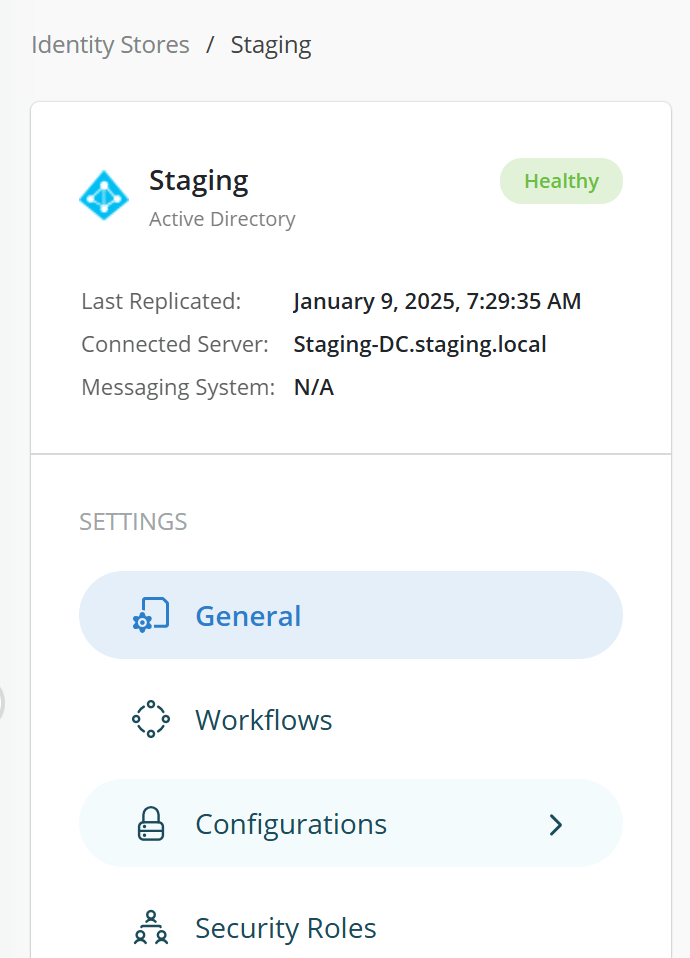 Identity Stores / Staging
Staging
Healthy
Active Directory
Last Replicated: January 9, 2025, 7:29:35 AM
Connected Server: Staging-DC.staging.local
Messaging System: N/A
SETTINGS
General
Workflows
Configurations
Security Roles